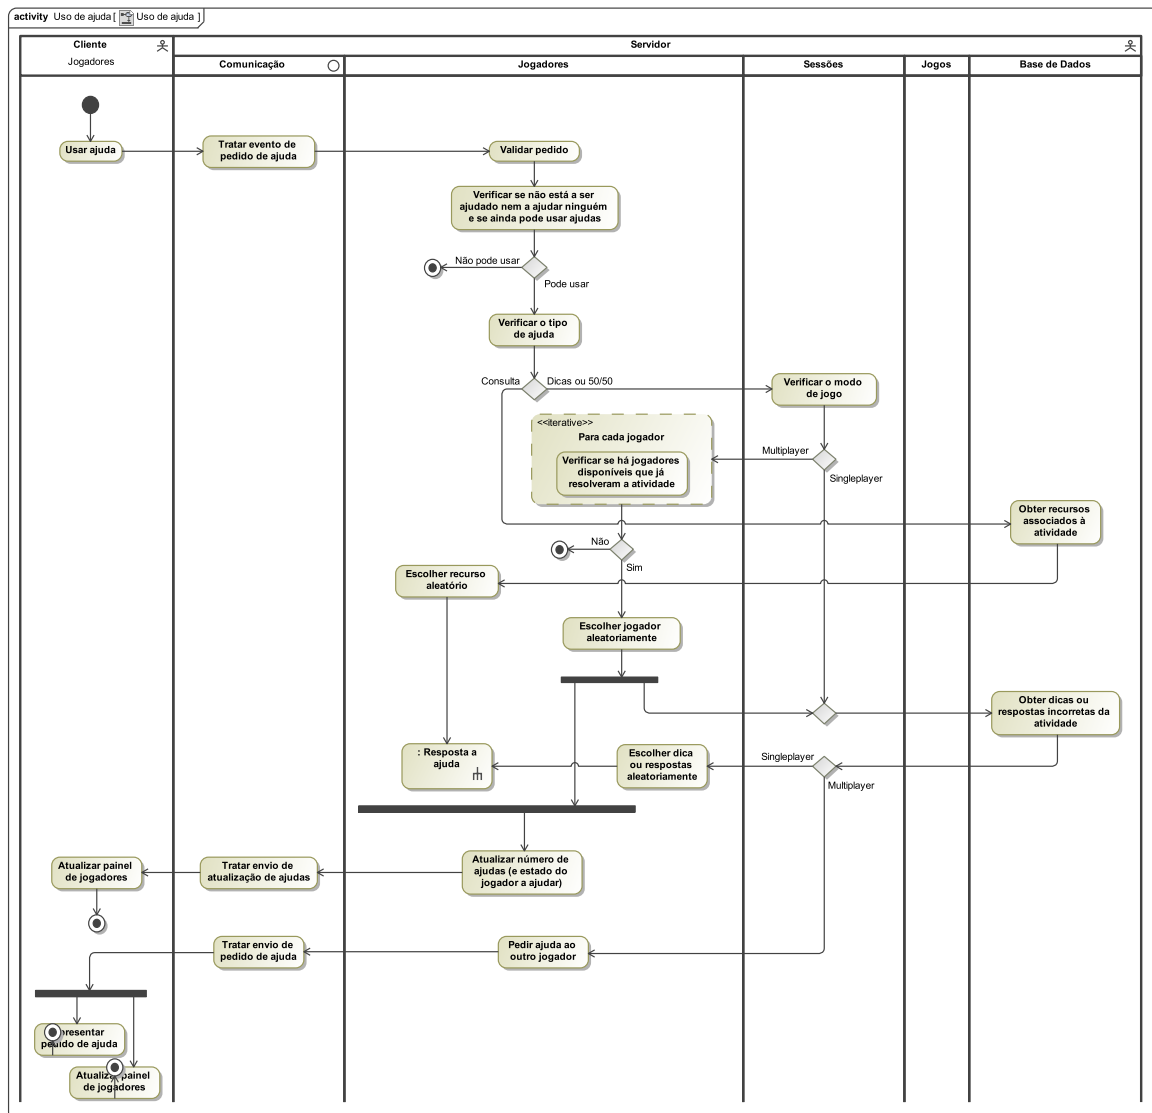 activity Uso de ajuda [ Uso de ajuda ]
Cliente
Jogadores
Servidor
Comunicação
Jogadores
Sessões
Jogos
Base de Dados
Usar ajuda
Tratar evento de
pedido de ajuda
Validar pedido
Verificar se não está a ser
ajudado nem a ajudar ninguém
e se ainda pode usar ajudas
Não pode usar
Pode usar
Verificar o tipo
de ajuda
Consulta
Dicas ou 50/50
Verificar o modo
de jogo
<<iterative>>
Para cada jogador
Verificar se há jogadores
disponíveis que já
resolveram a atividade
Multiplayer
Singleplayer
Obter recursos
associados à
atividade
Não
Sim
Escolher recurso
aleatório
Escolher jogador
aleatoriamente
Obter dicas ou
respostas incorretas da
atividade
: Resposta a
ajuda
Escolher dica
ou respostas
aleatoriamente
Singleplayer
Multiplayer
Atualizar painel
de jogadores
Tratar envio de
atualização de ajudas
Atualizar número de
ajudas (e estado do
jogador a ajudar)
Tratar envio de
pedido de ajuda
Pedir ajuda ao
outro jogador
pedido de ajuda
painel
de jogadores